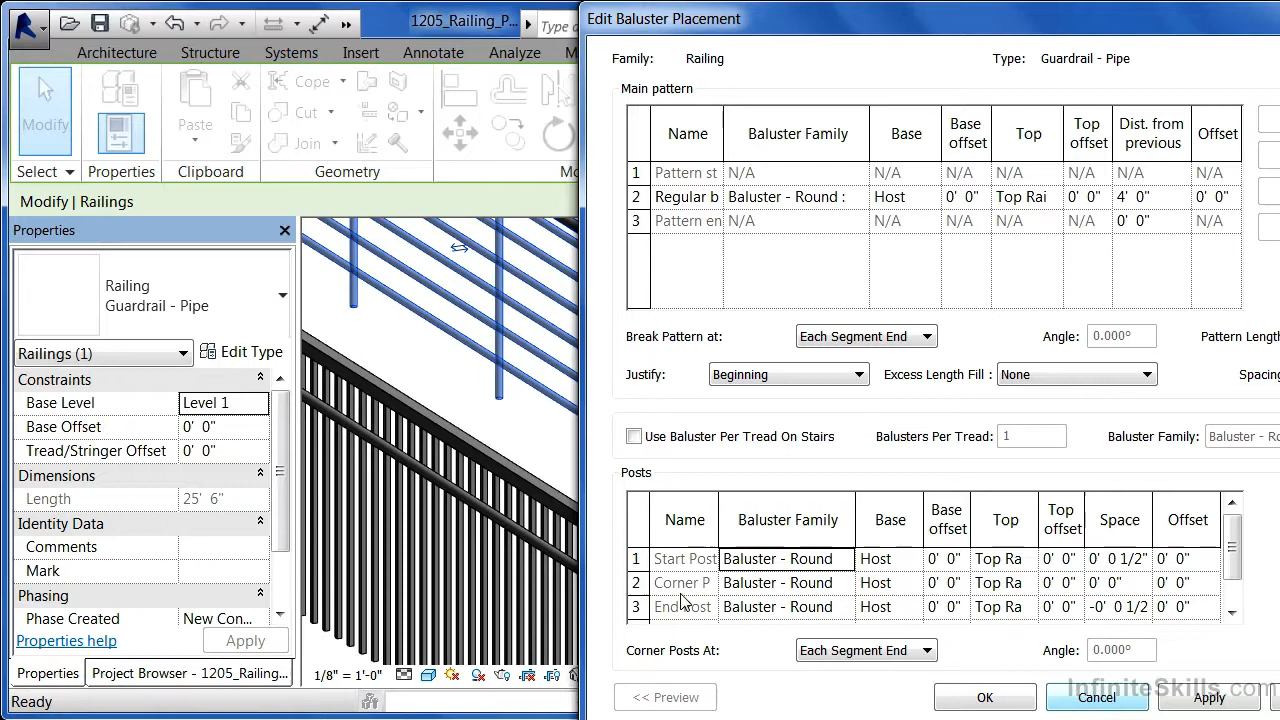 1205_Railing_P...
Type
Edit Baluster Placement
Architecture Structure Systems Insert Annotate Analyze M
Modify
Paste
Cope
Cut
Join
Select Properties Clipboard Geometry Mo
Modify | Railings
Properties
Railing
Guardrail - Pipe
Railings (1) Edit Type
Constraints
Base Level Level 1
Base Offset 0' 0"
Tread/Stringer Offset 0' 0"
Dimensions
Length 25' 6"
Identity Data
Comments
Mark
Phasing
Phase Created New Con...
Properties help Apply
Properties Project Browser - 1205_Railing...
1/8" = 1'-0"
Ready
Family: Railing Type: Guardrail - Pipe
Main pattern
Name Baluster Family Base Base offset Top Top offset Dist. from previous Offset
1 Pattern st N/A N/A N/A N/A N/A N/A N/A
2 Regular b Baluster - Round : Host 0' 0" Top Rai 0' 0" 4' 0" 0' 0"
3 Pattern en N/A N/A N/A N/A N/A 0' 0" N/A
Break Pattern at: Each Segment End Angle: 0.000° Pattern Length
Justify: Beginning Excess Length Fill : None Spacing
Use Baluster Per Tread On Stairs Balusters Per Tread: 1 Baluster Family: Baluster - Ro
Posts
Name Baluster Family Base Base offset Top Top offset Space Offset
1 Start Post Baluster - Round Host 0' 0" Top Ra 0' 0" 0' 0 1/2" 0' 0"
2 Corner P Baluster - Round Host 0' 0" Top Ra 0' 0" 0' 0" 0' 0"
3 End Post Baluster - Round Host 0' 0" Top Ra 0' 0" -0' 0 1/2 0' 0"
Corner Posts At: Each Segment End Angle: 0.000°
<< Preview OK Cancel Apply
InfiniteSkills.com